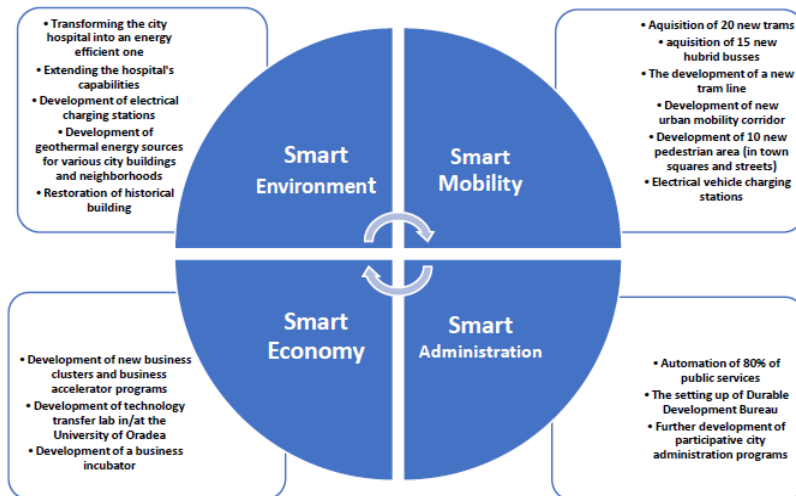 • Transforming the city
hospital into an energy
efficient one
• Extending the hospital's
capabilities
• Development of electrical
charging stations
• Development of
geothermal energy sources
for various city buildings
and neighborhoods
• Restoration of historical
building
Smart
Environment
Smart
Mobility
• Aquisition of 20 new trams
• aquisition of 15 new
hubrid busses
• The development of a new
tram line
• Development of new
urban mobility corridor
• Development of 10 new
pedestrian area (in town
squares and streets)
• Electrical vehicle charging
stations
• Development of new business
clusters and business
accelerator programs
• Development of technology
transfer lab in/at the
University of Oradea
• Development of a business
incubator
Smart
Economy
Smart
Administration
• Automation of 80% of
public services
• The setting up of Durable
Development Bureau
• Further development of
participative city
administration programs